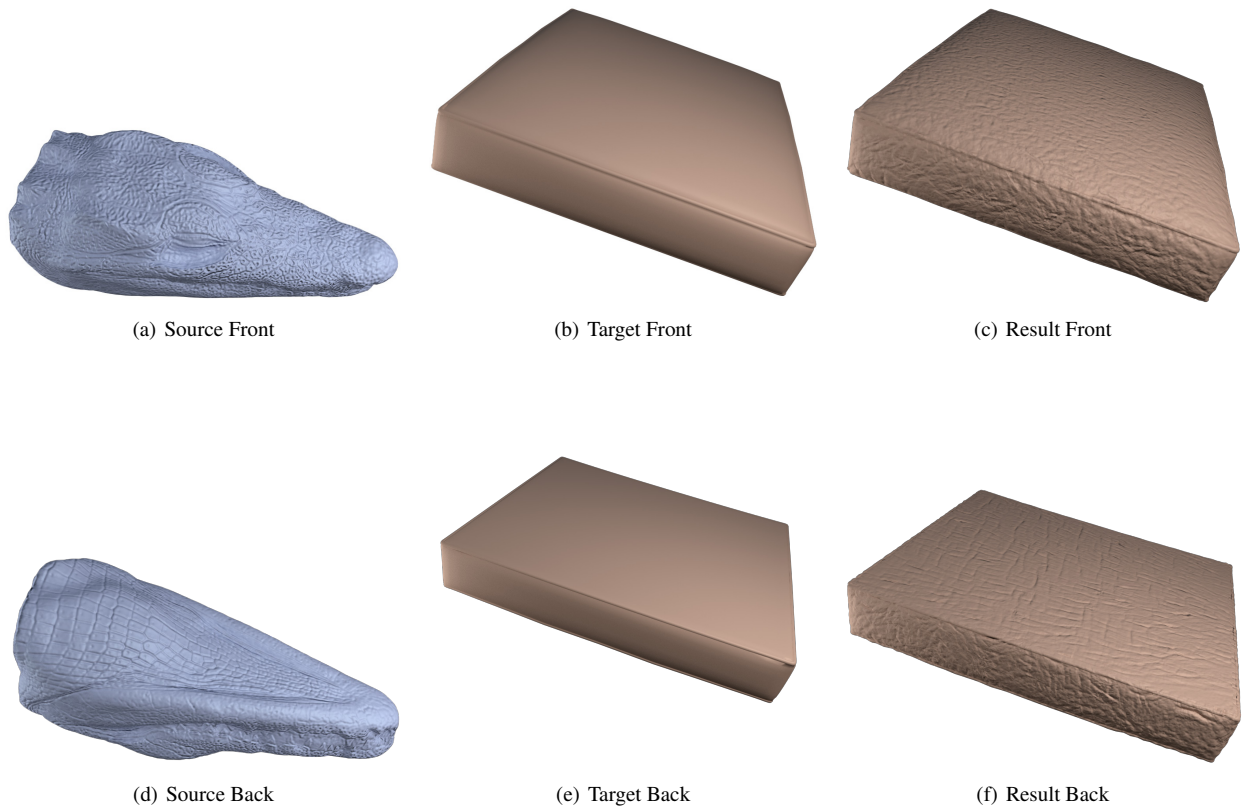 (a) Source Front
(b) Target Front
(c) Result Front
(d) Source Back
(e) Target Back
(f) Result Back